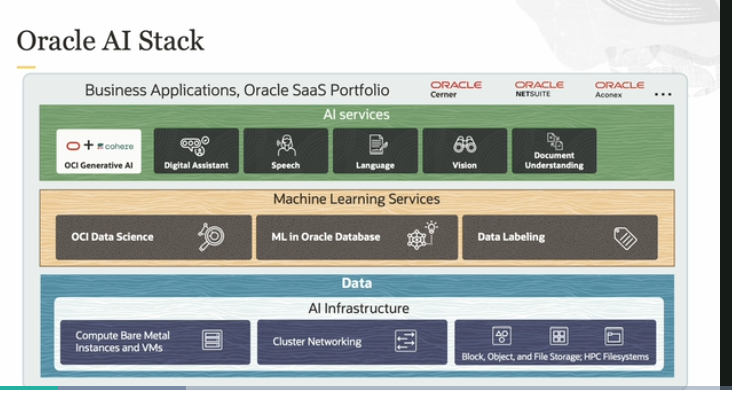 Oracle AI Stack
Business Applications, Oracle SaaS Portfolio
ORACLE
Cerner
ORACLE
NETSUITE
ORACLE
Aconex
...
AI services
+ cohere
OCI Generative AI
Digital Assistant
Speech
Language
Vision
Document
Understanding
Machine Learning Services
OCI Data Science
ML in Oracle Database
Data Labeling
Data
AI Infrastructure
Compute Bare Metal
Instances and VMs
Cluster Networking
Block, Object, and File Storage; HPC Filesystems